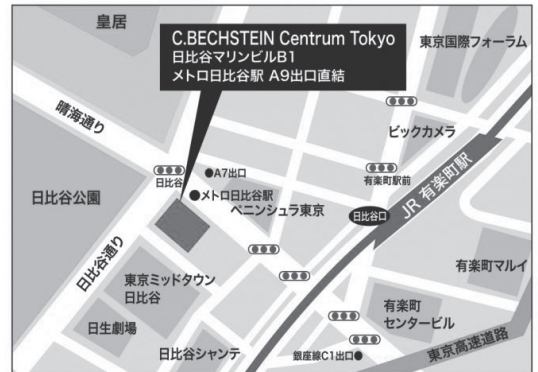 皇居
C.BECHSTEIN Centrum Tokyo
日比谷マリンビルB1
メトロ日比谷駅 A9出口直結
東京国際フォーラム
晴海通り
ビックカメラ
日比谷
●A7出口
有楽町駅前
JR 有楽町駅
日比谷公園
●メトロ日比谷駅
ペニンシュラ東京
日比谷口
日比谷通り
東京ミッドタウン
日比谷
有楽町マルイ
日生劇場
有楽町
センタービル
日比谷シャンテ
銀座線C1出口●
東京高速道路